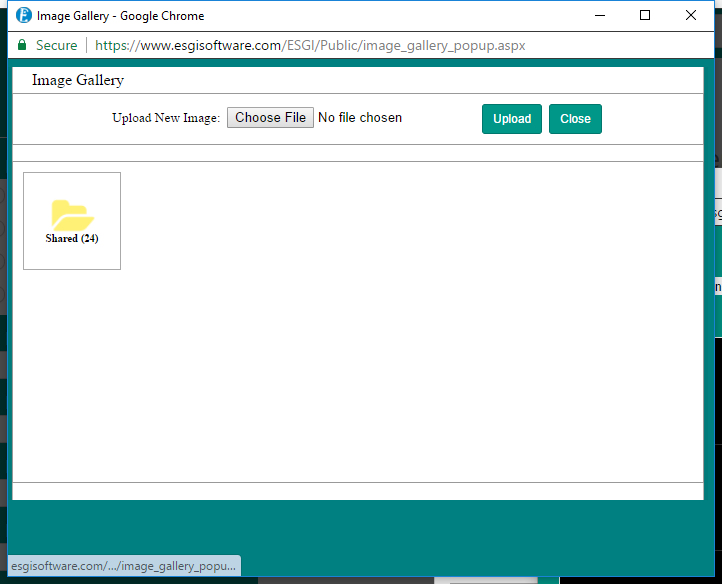 Image Gallery - Google Chrome
Secure https://www.esgisoftware.com/ESGI/Public/image_gallery_popup.aspx
Image Gallery
Upload New Image: Choose File No file chosen Upload Close
Shared (24)
esgisoftware.com/.../image_gallery_popu...